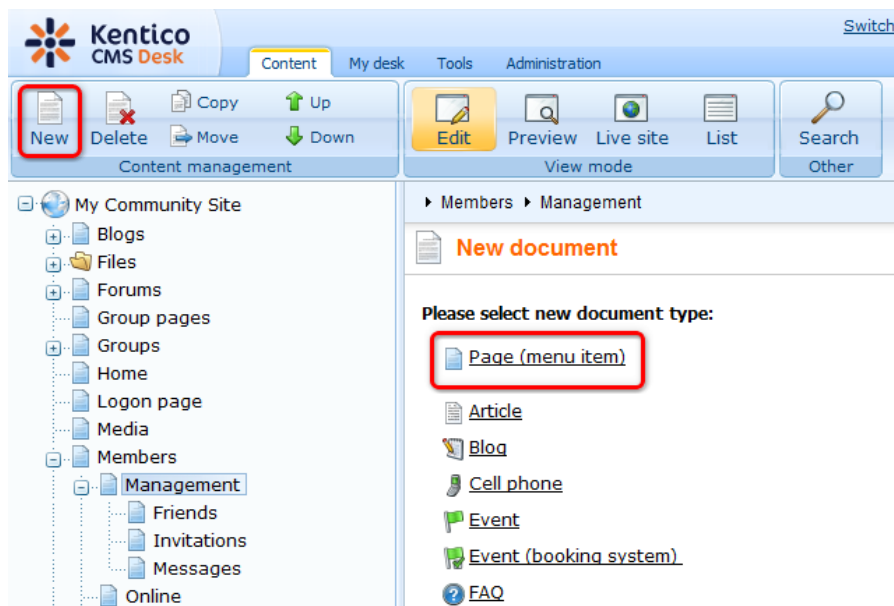 Kentico
CMS Desk
Switch
Content My desk Tools Administration
New Delete Copy Move Up Down
Content management
Edit Preview Live site List
View mode
Search
Other
My Community Site
Blogs
Files
Forums
Group pages
Groups
Home
Logon page
Media
Members
Management
Friends
Invitations
Messages
Online
Members Management
New document
Please select new document type:
Page (menu item)
Article
Blog
Cell phone
Event
Event (booking system)
FAQ